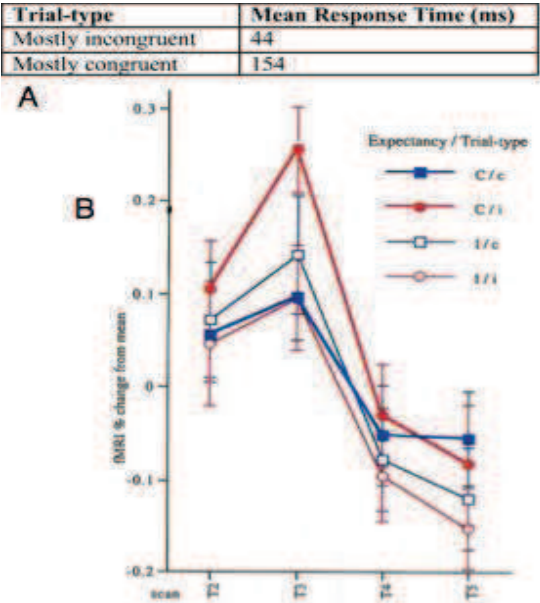 Trial-type Mean Response Time (ms)
Mostly incongruent 44
Mostly congruent 154
A
0.3
Expectancy / Trial-type
C / c
0.2
C / i
B
I / c
I / i
0.1
0
fMRI % change from mean
-0.1
-0.2
scan T2 T3 T4 T5